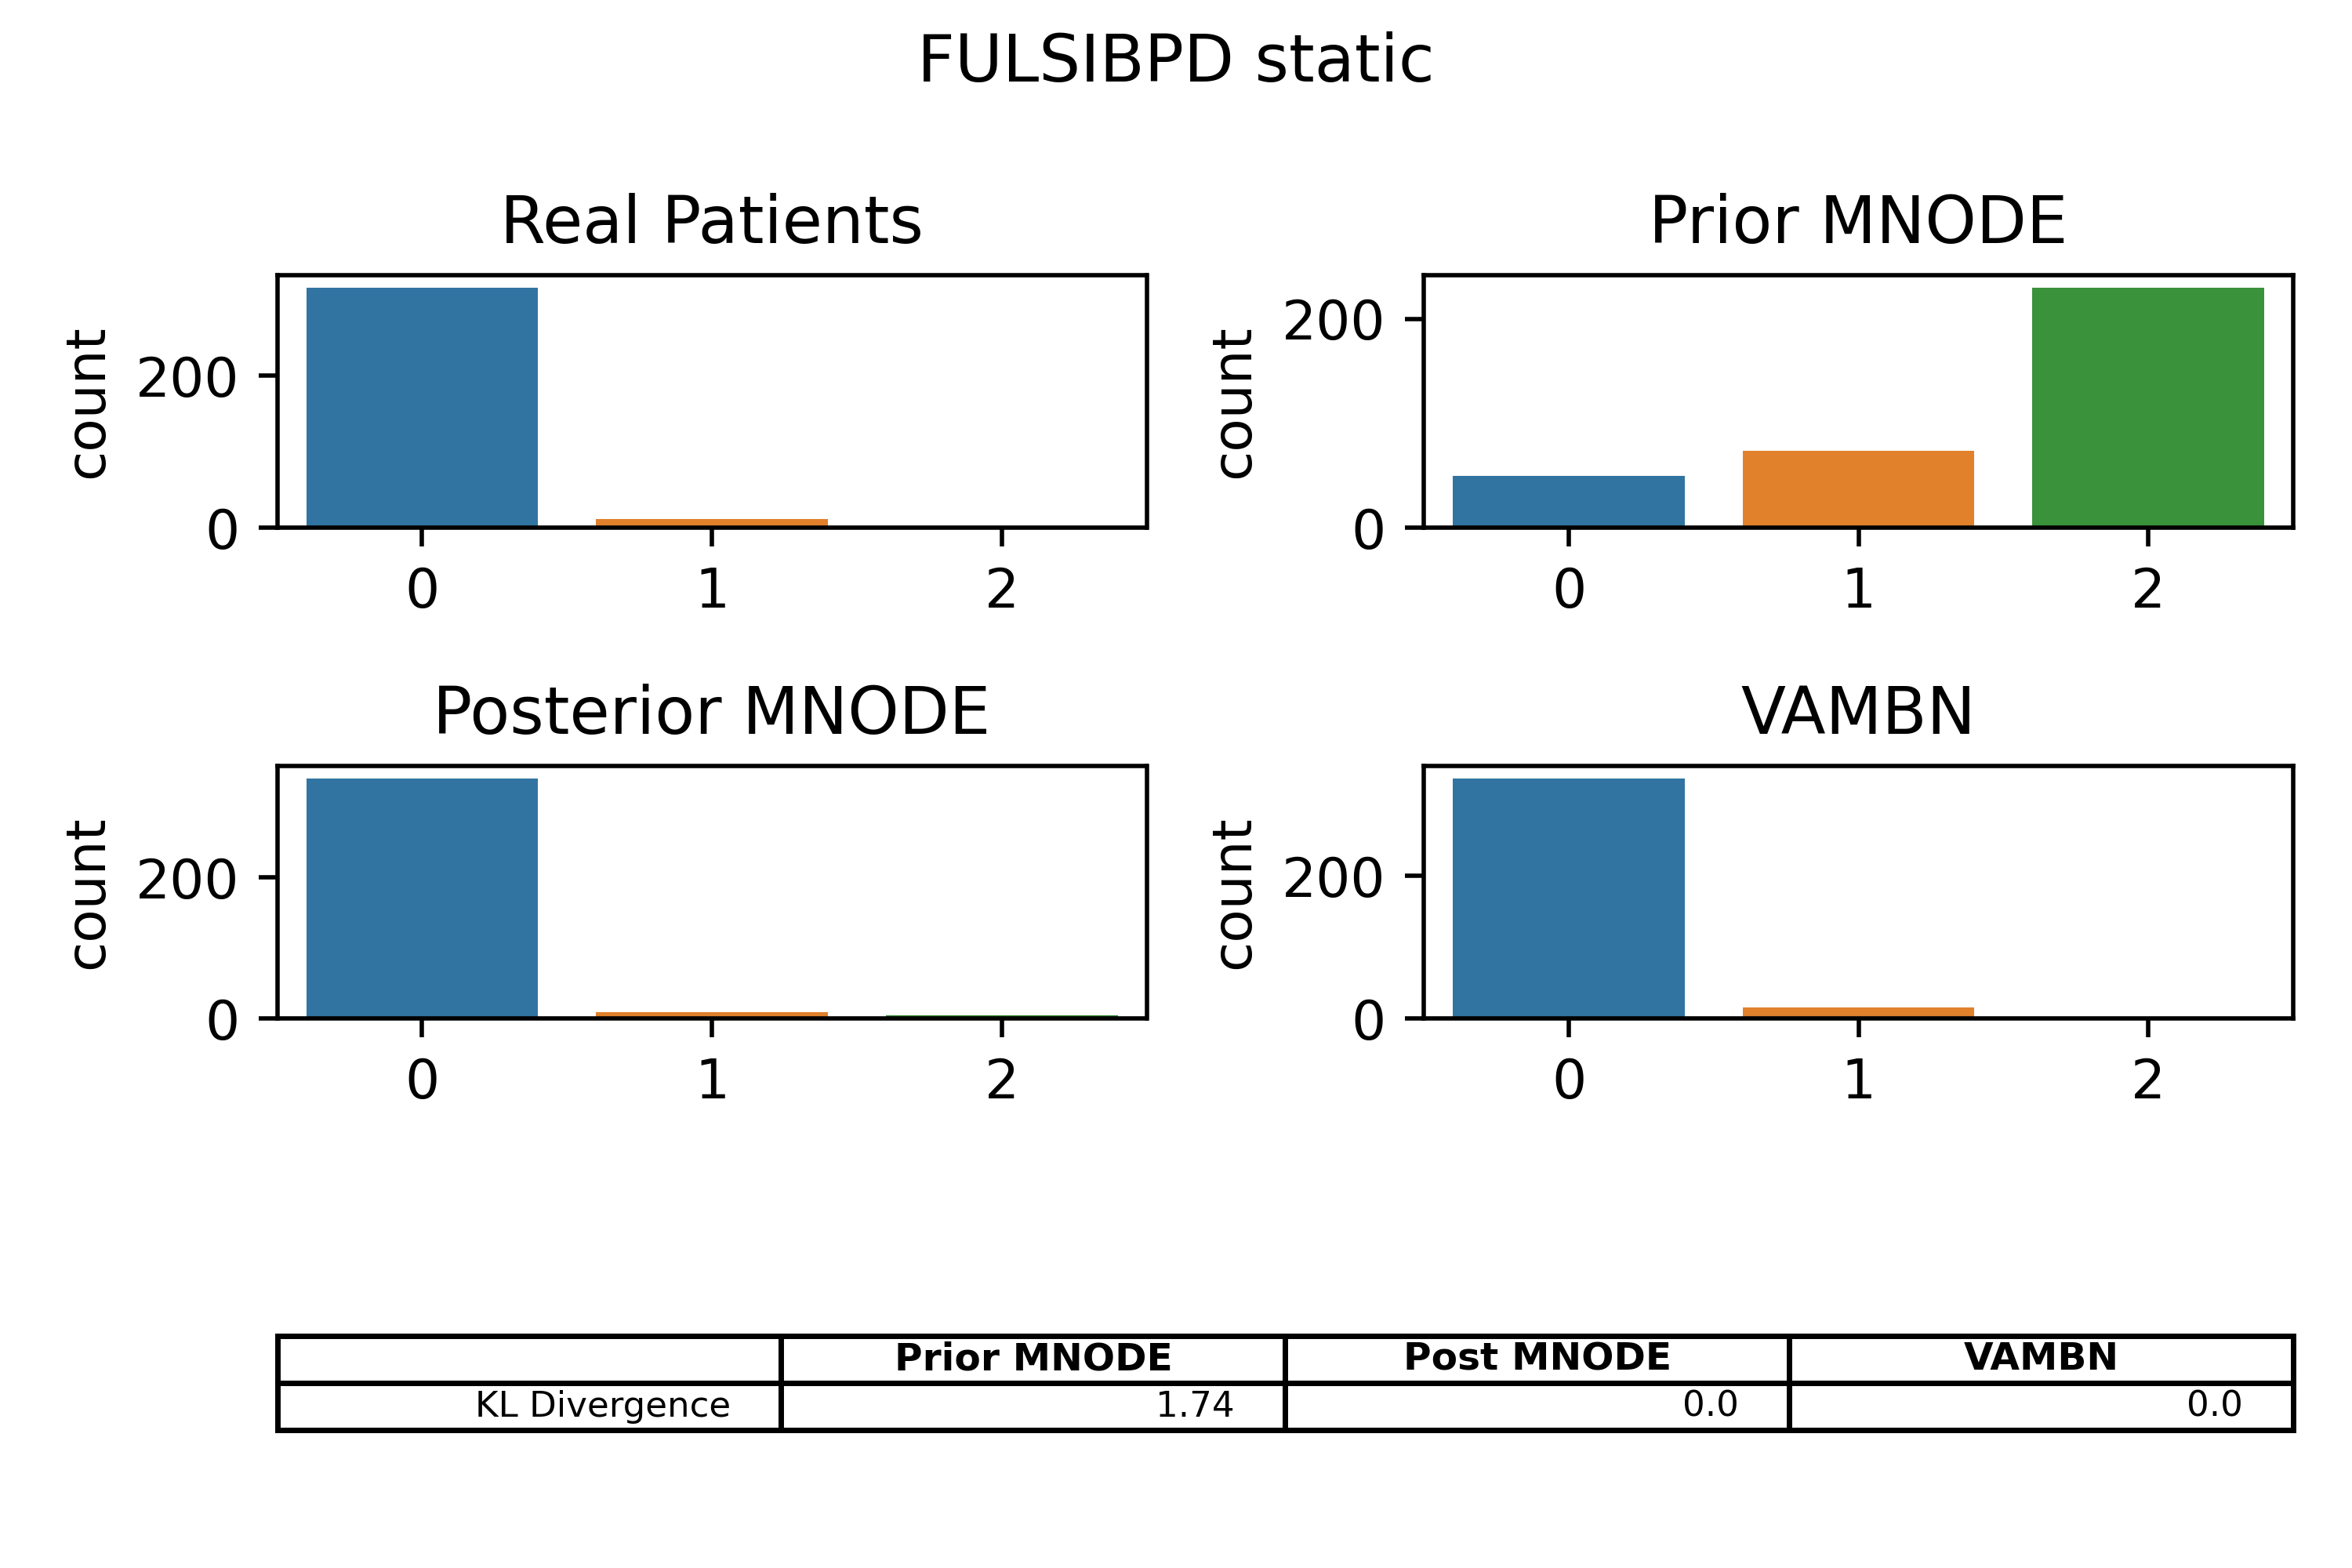 FULSIBPD static
Real Patients
count
200
0
0 1 2
Prior MNODE
count
200
0
0 1 2
Posterior MNODE
count
200
0
0 1 2
VAMBN
count
200
0
0 1 2
Prior MNODE Post MNODE VAMBN
KL Divergence 1.74 0.0 0.0